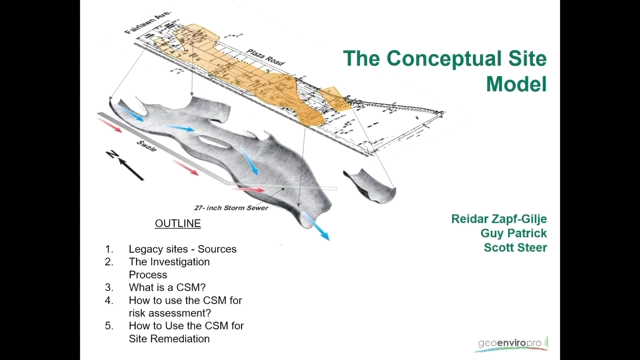 Fairlawn Ave.
Plaza Road
The Conceptual Site
Model
Swale
N
27- inch Storm Sewer
OUTLINE
1. Legacy sites - Sources
2. The Investigation
Process
3. What is a CSM?
4. How to use the CSM for
risk assessment?
5. How to Use the CSM for
Site Remediation
Reidar Zapf-Gilje
Guy Patrick
Scott Steer
geoenviropro